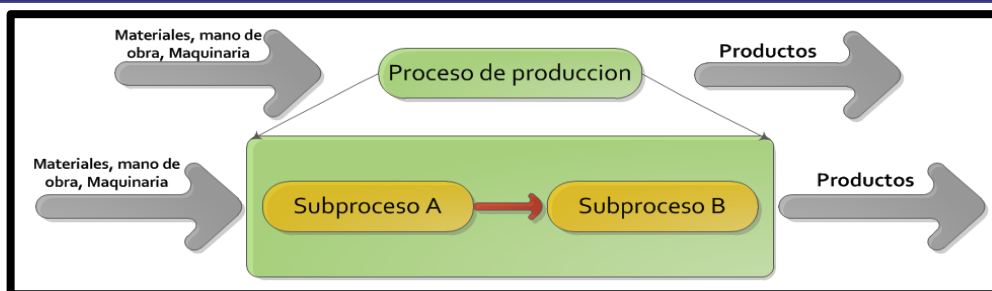 Materiales, mano de
obra, Maquinaria
Proceso de produccion
Productos
Materiales, mano de
obra, Maquinaria
Subproceso A
Subproceso B
Productos